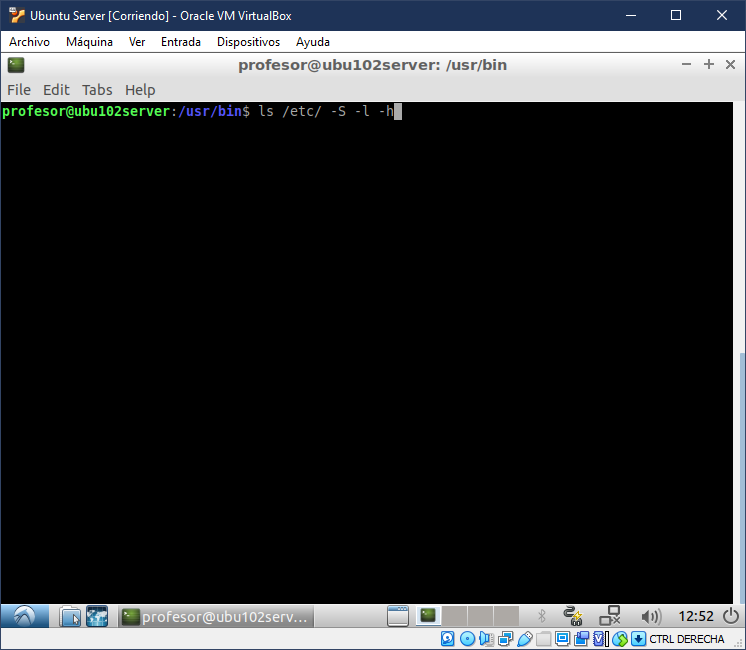 Ubuntu Server [Corriendo] - Oracle VM VirtualBox
Archivo Máquina Ver Entrada Dispositivos Ayuda
profesor@ubu102server: /usr/bin
File Edit Tabs Help
profesor@ubu102server:/usr/bin$ ls /etc/ -S -l -h
profesor@ubu102serv... 12:52
CTRL DERECHA